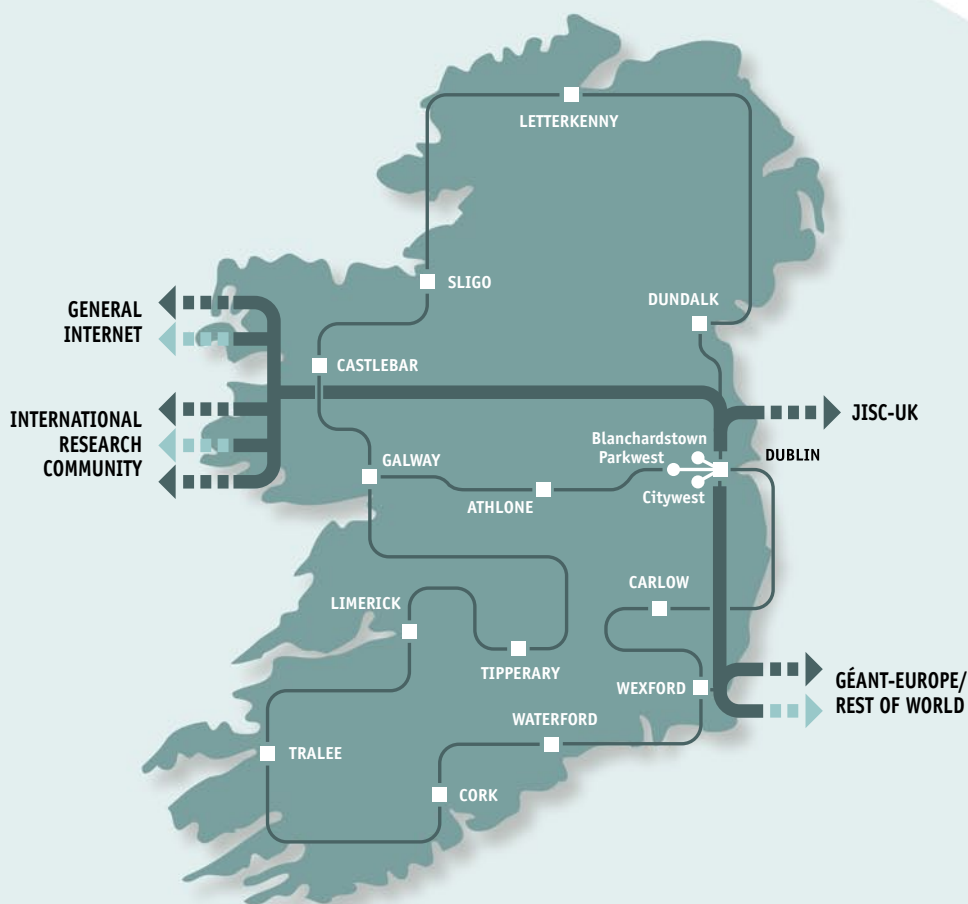 LETTERKENNY
SLIGO
DUNDALK
GENERAL
INTERNET
CASTLEBAR
INTERNATIONAL
RESEARCH
COMMUNITY
JISC-UK
Blanchardstown
Parkwest
DUBLIN
GALWAY
Citywest
ATHLONE
CARLOW
LIMERICK
TIPPERARY
WEXFORD
GÉANT-EUROPE/
REST OF WORLD
WATERFORD
TRALEE
CORK